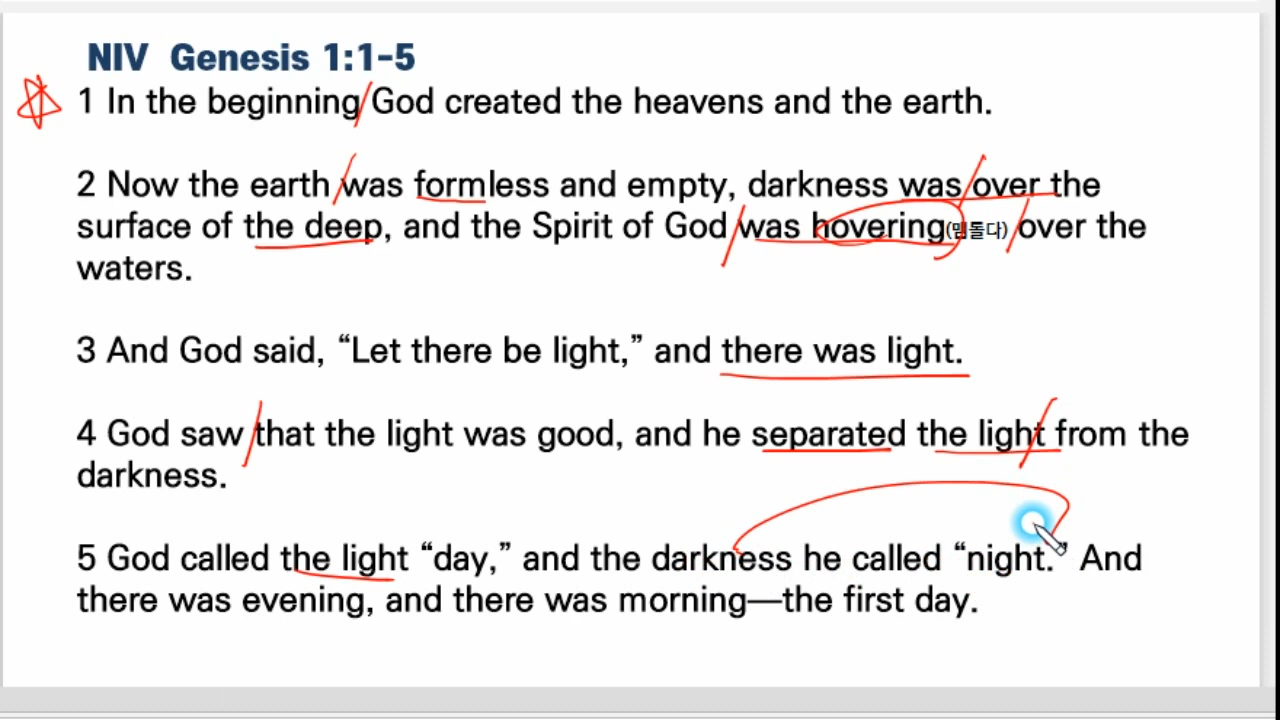 NIV Genesis 1:1-5
1 In the beginning God created the heavens and the earth.
2 Now the earth was formless and empty, darkness was over the
surface of the deep, and the Spirit of God was hovering(맴돌다) over the
waters.
3 And God said, “Let there be light,” and there was light.
4 God saw that the light was good, and he separated the light from the
darkness.
5 God called the light “day,” and the darkness he called “night.” And
there was evening, and there was morning—the first day.